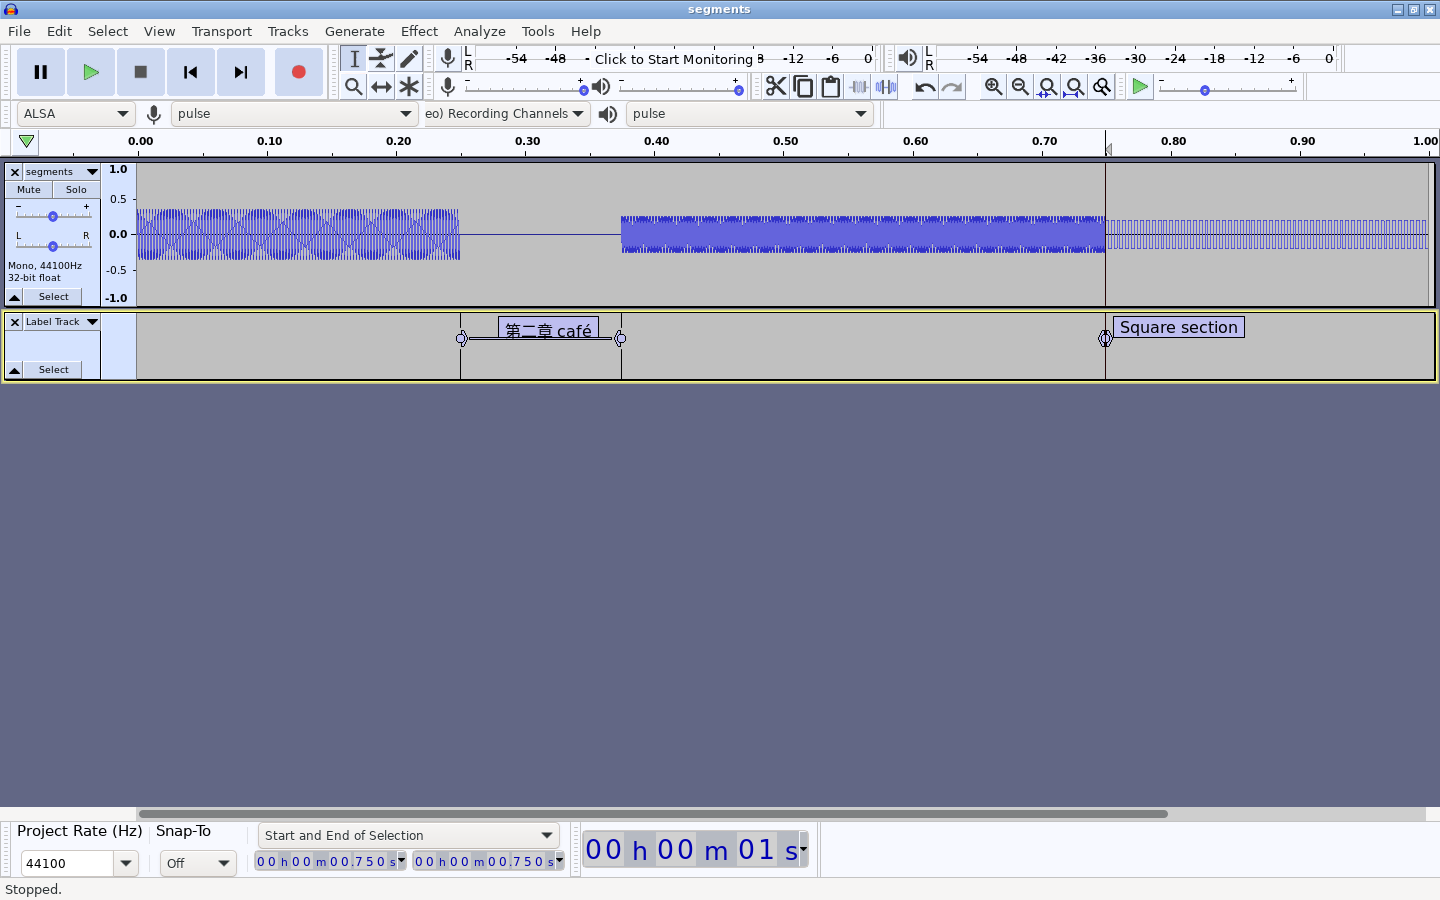 segments
File Edit Select View Transport Tracks Generate Effect Analyze Tools Help
L R -54 -48 - Click to Start Monitoring -12 -6 0 L R -54 -48 -42 -36 -30 -24 -18 -12 -6 0
ALSA pulse eo) Recording Channels pulse
0.00 0.10 0.20 0.30 0.40 0.50 0.60 0.70 0.80 0.90 1.00
segments
Mute Solo
- +
L R
Mono, 44100Hz
32-bit float
Select
1.0
0.5
0.0
-0.5
-1.0
Label Track
Select
第二章 café
Square section
Project Rate (Hz) Snap-To
44100 Off
Start and End of Selection
00 h 00 m 00.750 s 00 h 00 m 00.750 s
00 h 00 m 01 s
Stopped.